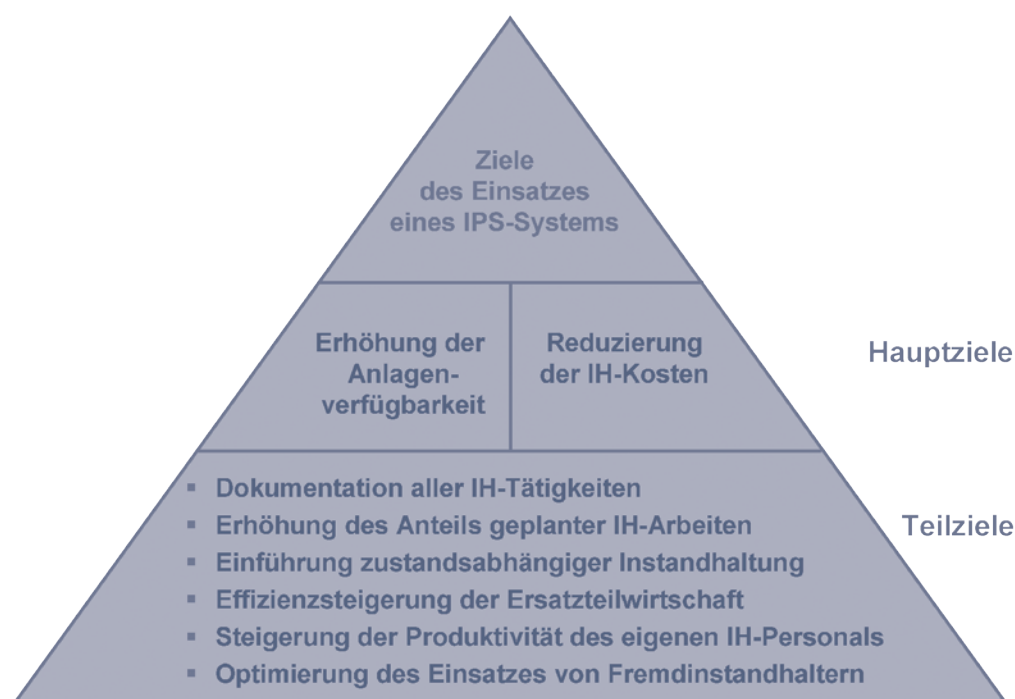 Ziele
des Einsatzes
eines IPS-Systems
Erhöhung der
Anlagen-
verfügbarkeit
Reduzierung
der IH-Kosten
Hauptziele
▪ Dokumentation aller IH-Tätigkeiten
▪ Erhöhung des Anteils geplanter IH-Arbeiten
▪ Einführung zustandsabhängiger Instandhaltung
▪ Effizienzsteigerung der Ersatzteilwirtschaft
▪ Steigerung der Produktivität des eigenen IH-Personals
▪ Optimierung des Einsatzes von Fremdinstandhaltern
Teilziele